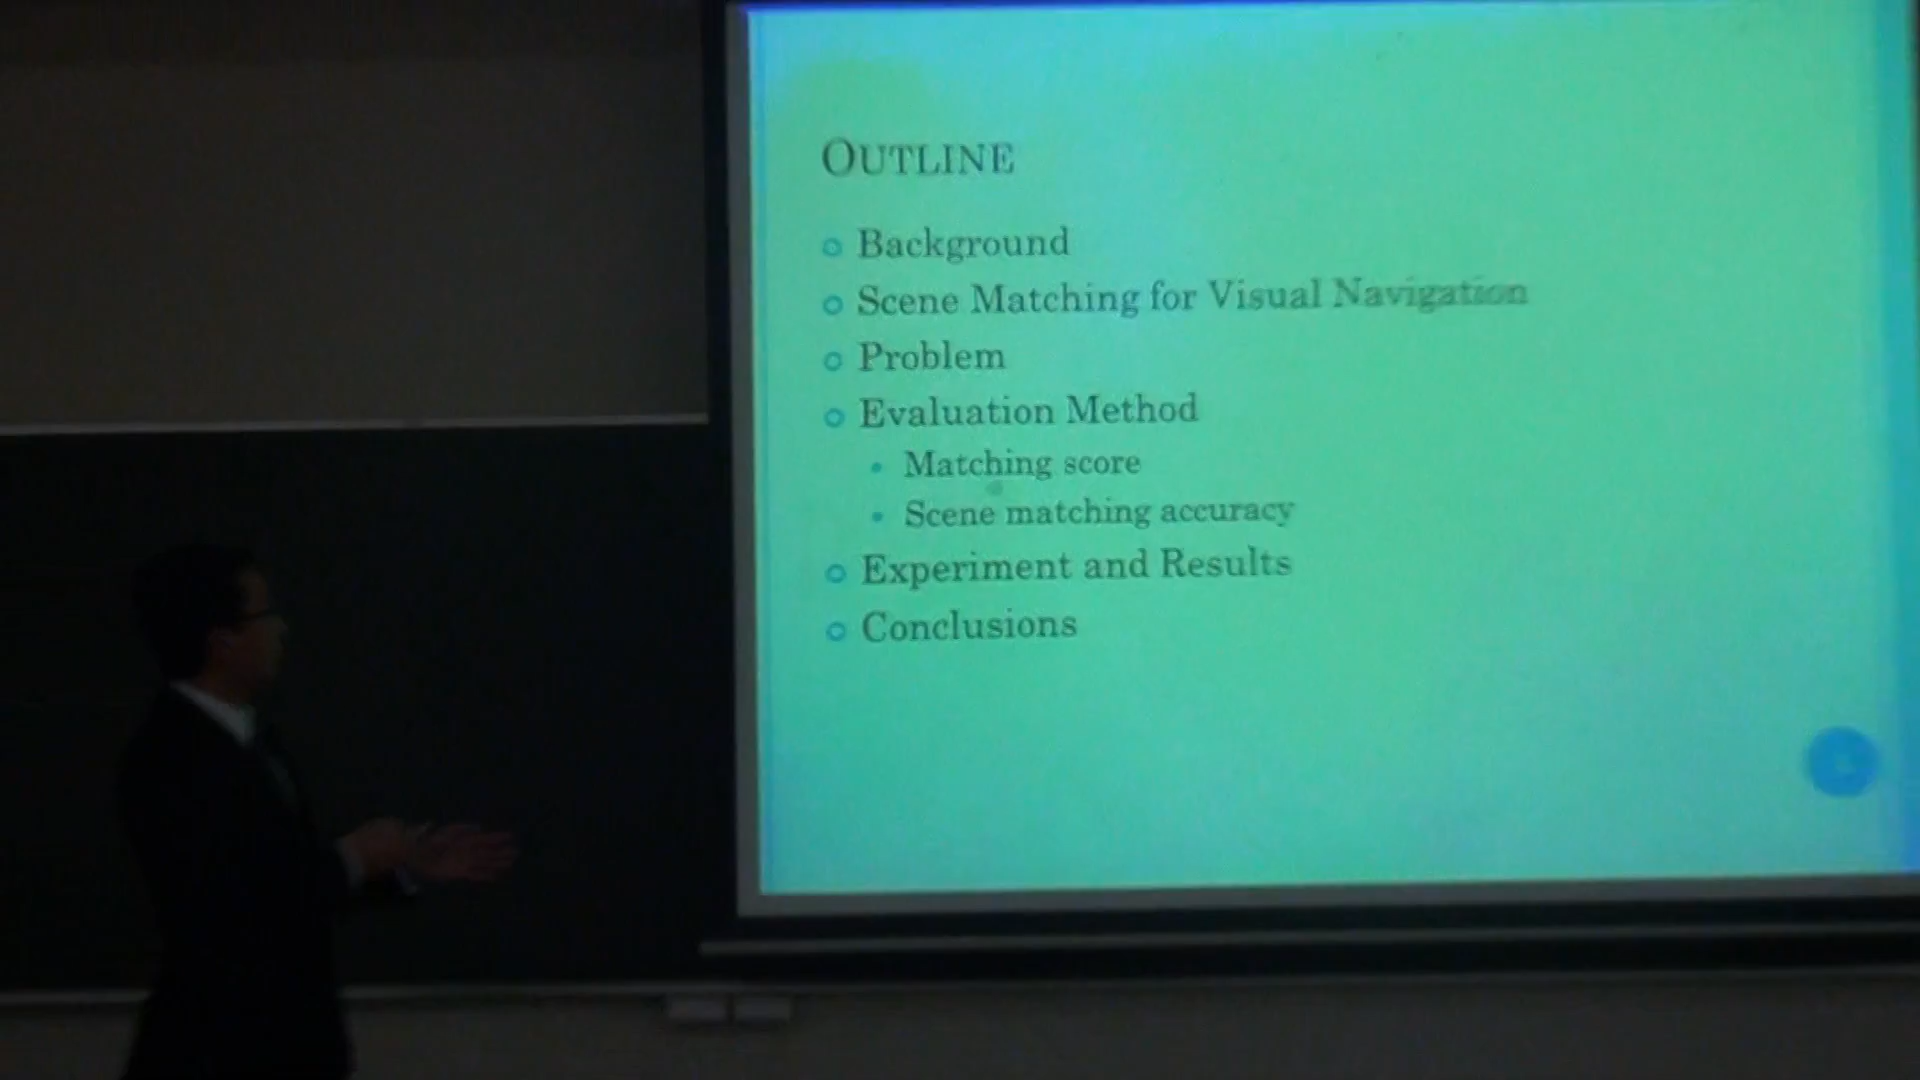 OUTLINE
Background
Scene Matching for Visual Navigation
Problem
Evaluation Method
Matching score
Scene matching accuracy
Experiment and Results
Conclusions